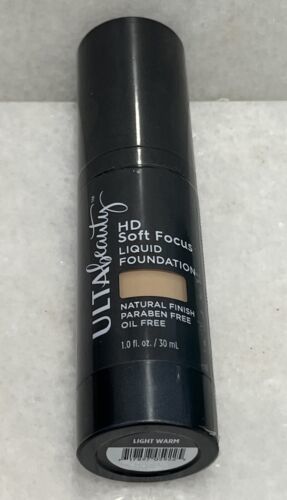 ULTA beauty™
HD
Soft Focus
LIQUID
FOUNDATION
NATURAL FINISH
PARABEN FREE
OIL FREE
1.0 fl. oz. / 30 mL
LIGHT WARM